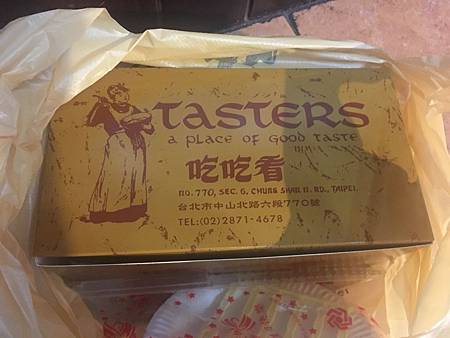 TASTERS
a place of good taste
吃吃看
NO. 770, SEC. 6, CHUNG SHAN N. RD., TAIPEI.
台北市中山北路六段770號
TEL:(02)2871-4678